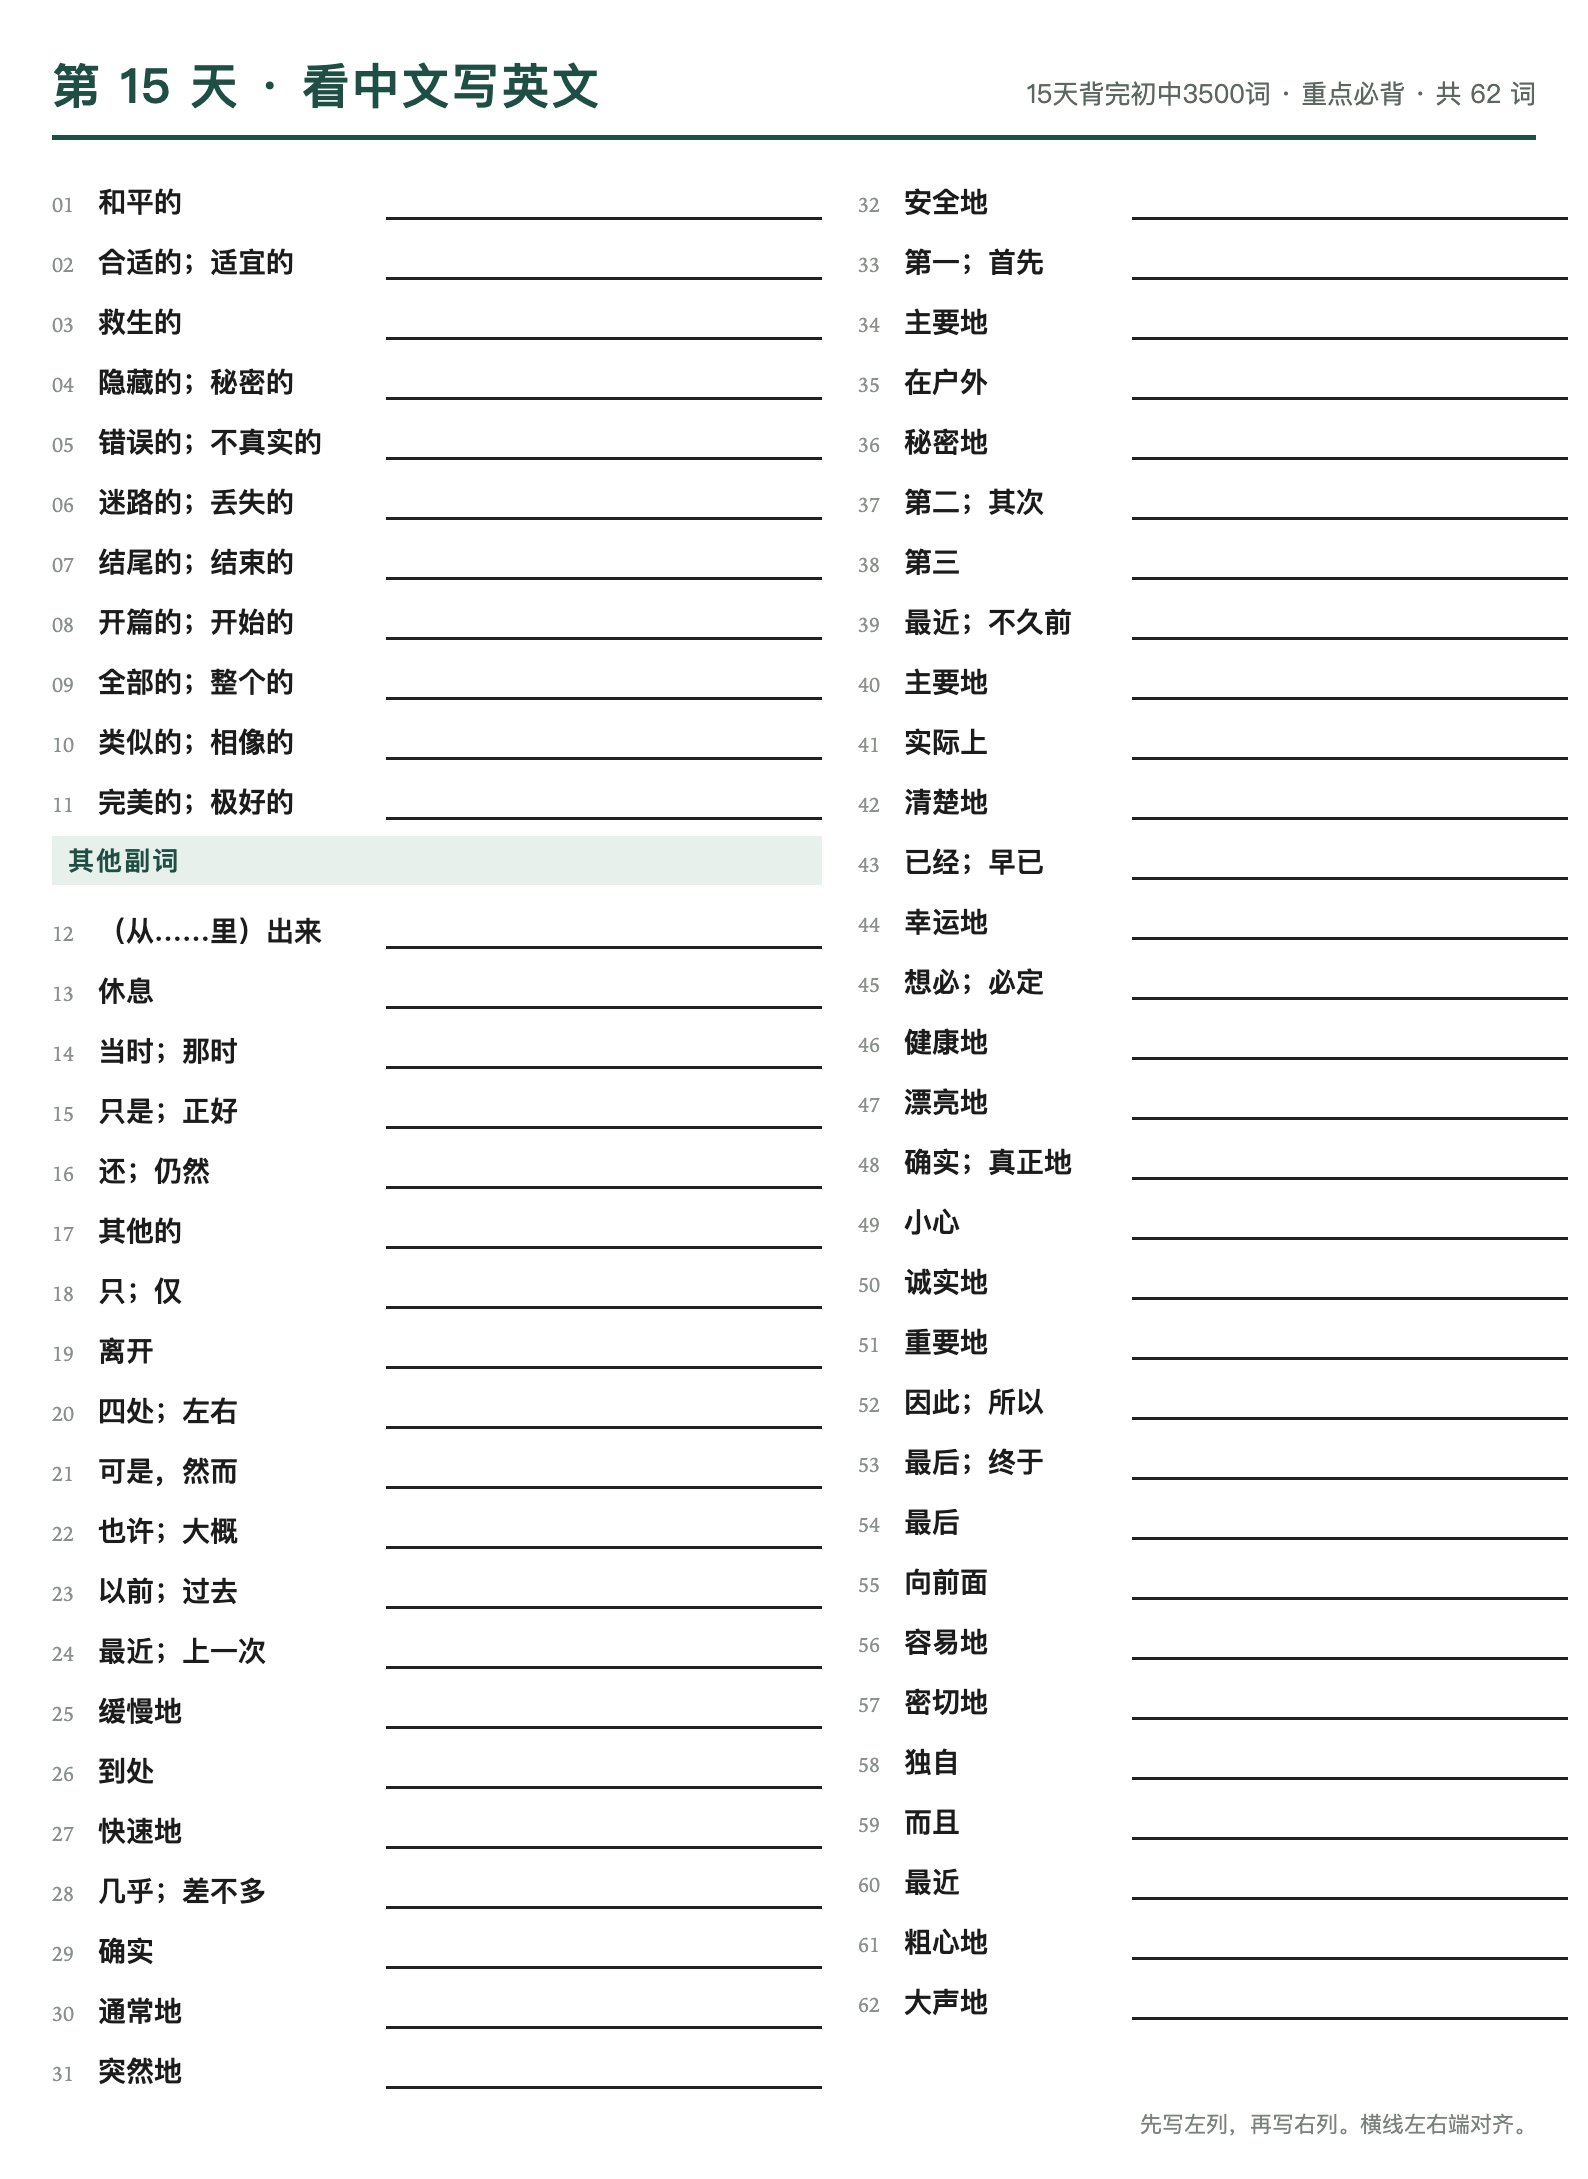 第 15 天 · 看中文写英文
15天背完初中3500词 · 重点必背 · 共 62 词
01 和平的
02 合适的；适宜的
03 救生的
04 隐藏的；秘密的
05 错误的；不真实的
06 迷路的；丢失的
07 结尾的；结束的
08 开篇的；开始的
09 全部的；整个的
10 类似的；相像的
11 完美的；极好的
其他副词
12 （从……里）出来
13 休息
14 当时；那时
15 只是；正好
16 还；仍然
17 其他的
18 只；仅
19 离开
20 四处；左右
21 可是，然而
22 也许；大概
23 以前；过去
24 最近；上一次
25 缓慢地
26 到处
27 快速地
28 几乎；差不多
29 确实
30 通常地
31 突然地
32 安全地
33 第一；首先
34 主要地
35 在户外
36 秘密地
37 第二；其次
38 第三
39 最近；不久前
40 主要地
41 实际上
42 清楚地
43 已经；早已
44 幸运地
45 想必；必定
46 健康地
47 漂亮地
48 确实；真正地
49 小心
50 诚实地
51 重要地
52 因此；所以
53 最后；终于
54 最后
55 向前面
56 容易地
57 密切地
58 独自
59 而且
60 最近
61 粗心地
62 大声地
先写左列，再写右列。横线左右端对齐。